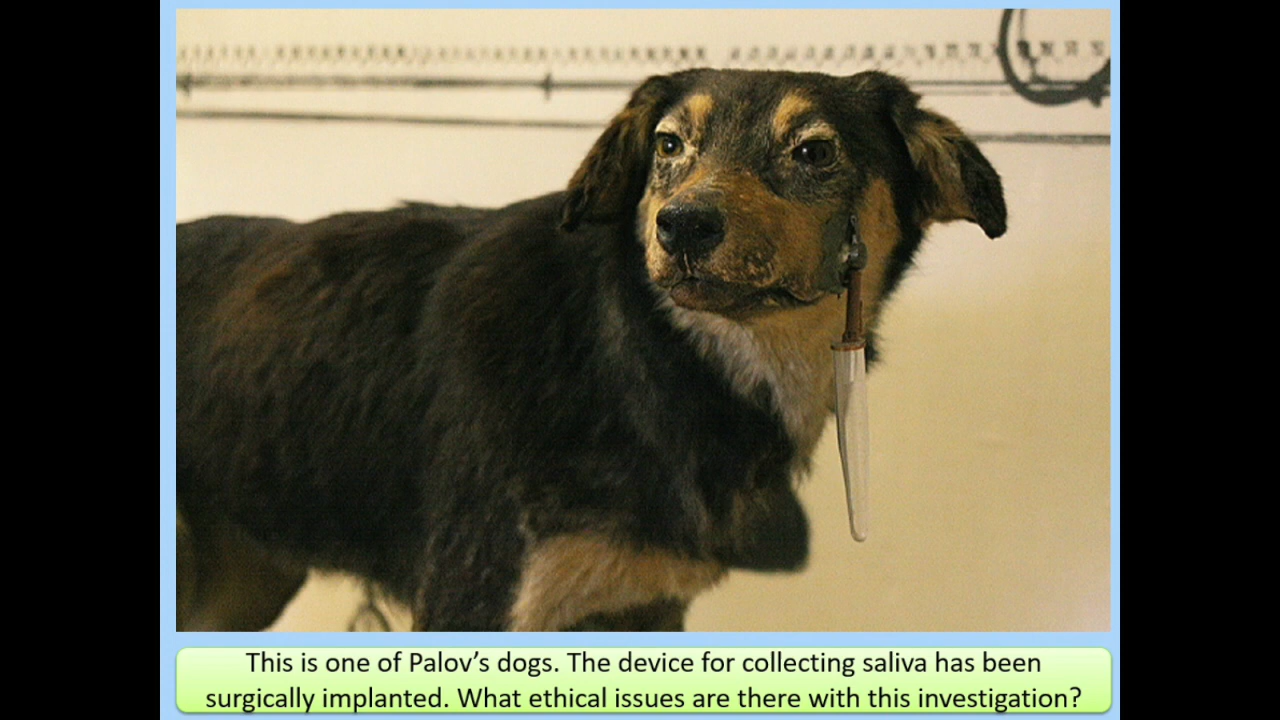 This is one of Palov’s dogs. The device for collecting saliva has been
surgically implanted. What ethical issues are there with this investigation?